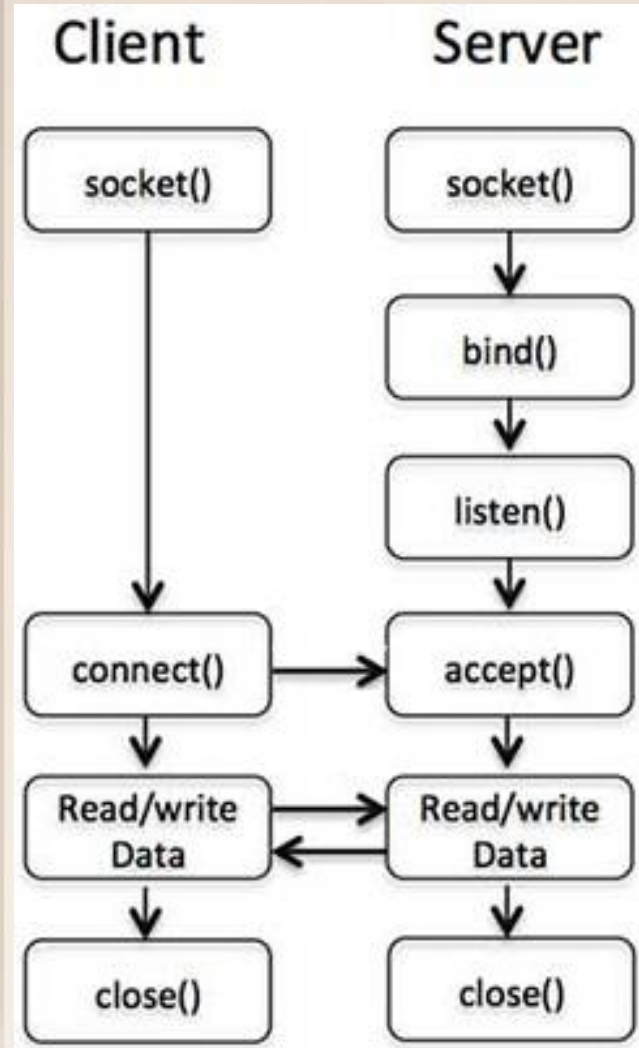 Client
Server
socket()
socket()
bind()
listen()
connect()
accept()
Read/write
Data
Read/write
Data
close()
close()